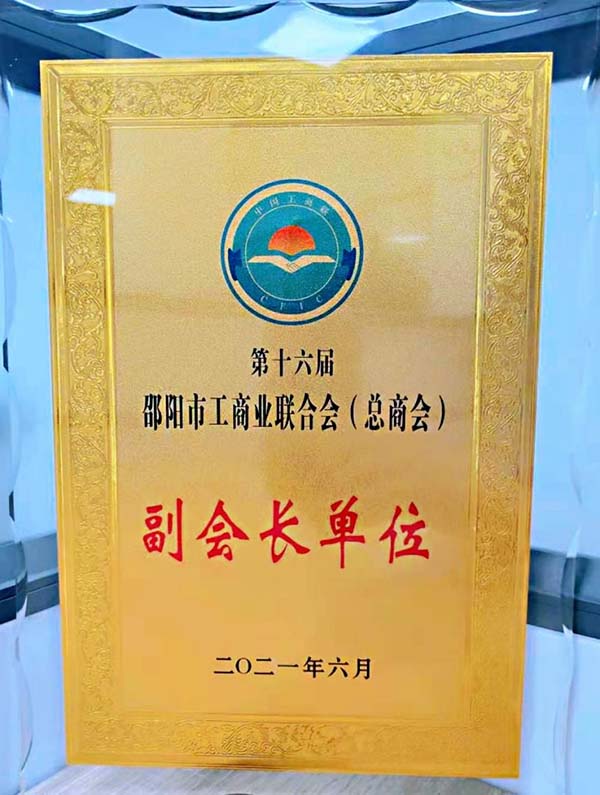 中国工商联
CFIC
第十六届
邵阳市工商业联合会（总商会）
副会长单位
二〇二一年六月